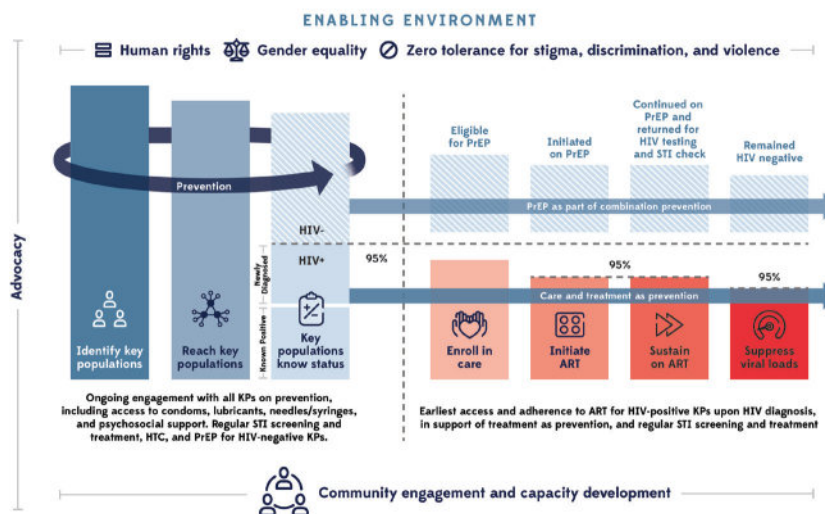 ENABLING ENVIRONMENT
Human rights Gender equality Zero tolerance for stigma, discrimination, and violence
Advocacy
Prevention
HIV-
HIV+
95%
Newly
Diagnosed
Known Positive
Identify key
populations
Reach key
populations
Key
populations
know status
Eligible
for PrEP
Initiated
on PrEP
Continued on
PrEP and
returned for
HIV testing
and STI check
Remained
HIV negative
PrEP as part of combination prevention
95%
95%
Care and treatment as prevention
Enroll in
care
Initiate
ART
Sustain
on ART
Suppress
viral loads
Ongoing engagement with all KPs on prevention,
including access to condoms, lubricants, needles/syringes,
and psychosocial support. Regular STI screening and
treatment, HTC, and PrEP for HIV-negative KPs.
Earliest access and adherence to ART for HIV-positive KPs upon HIV diagnosis,
in support of treatment as prevention, and regular STI screening and treatment
Community engagement and capacity development